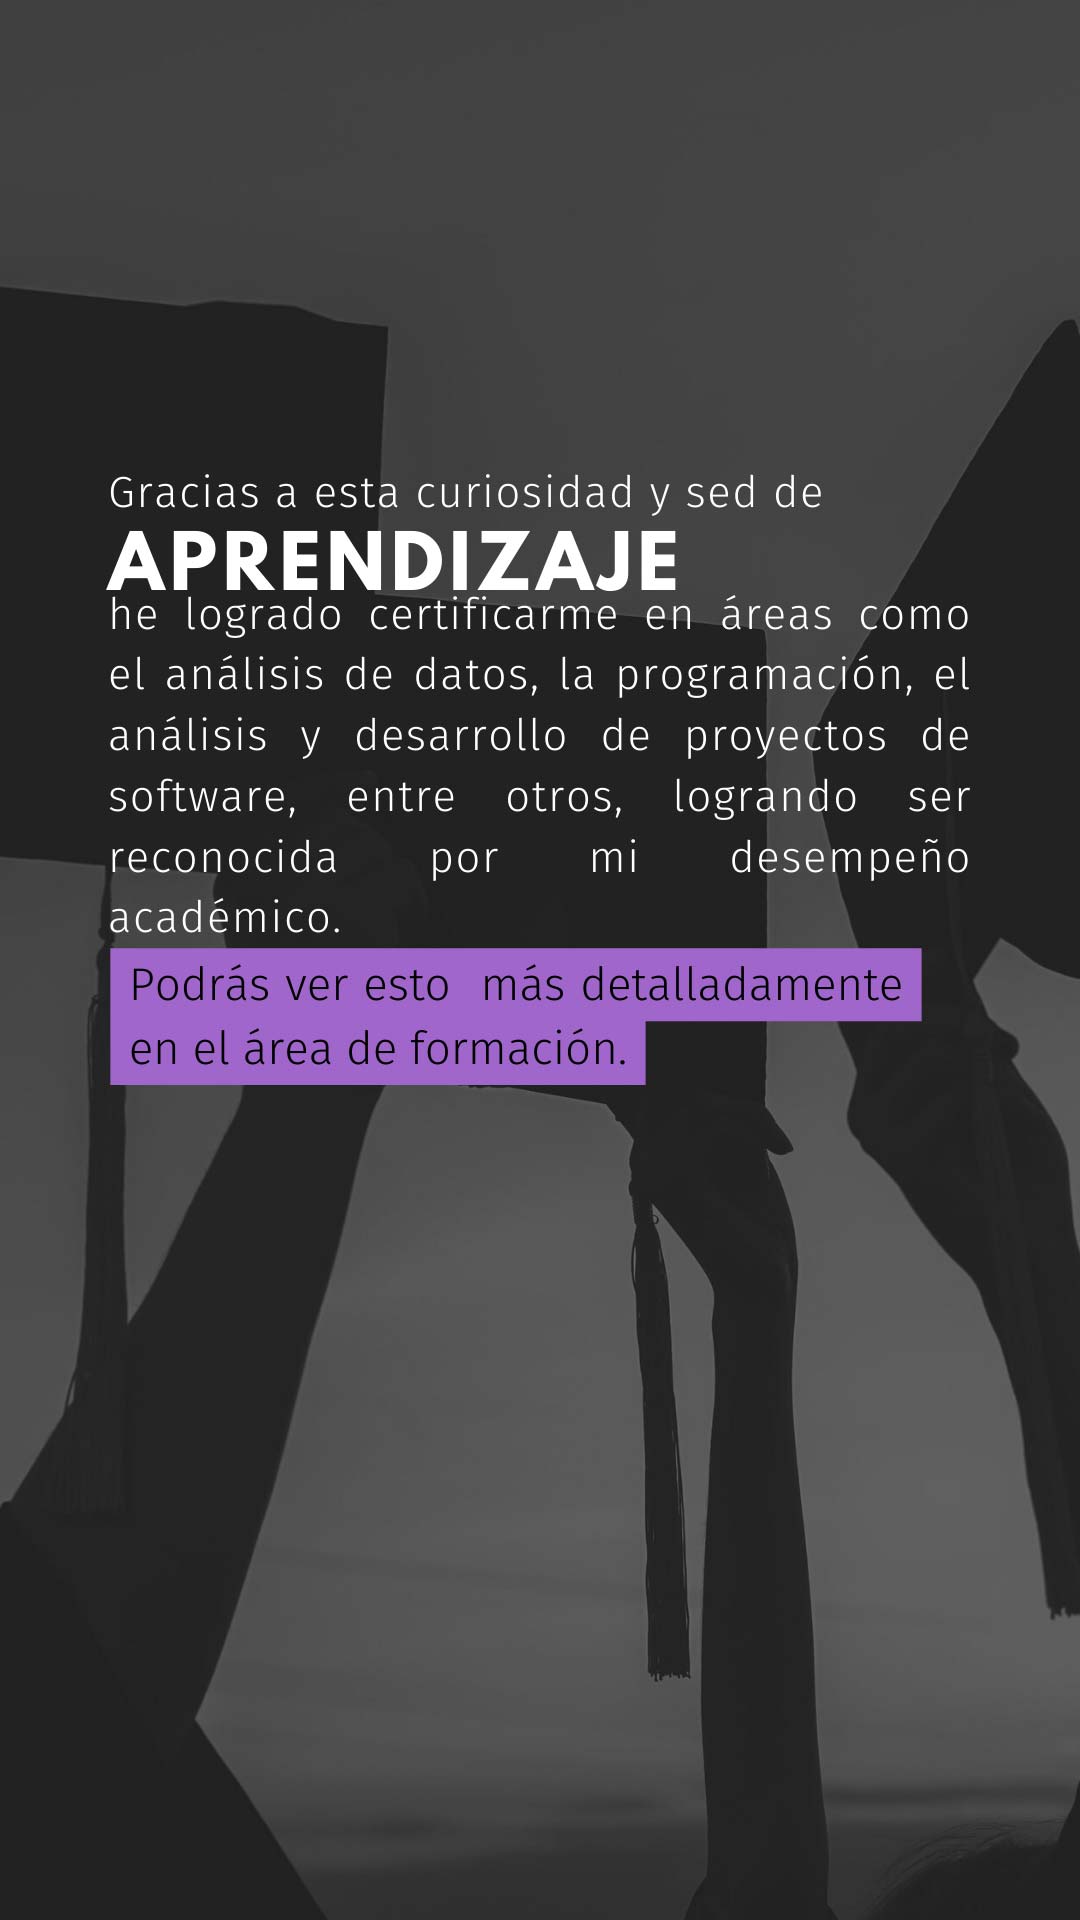 Gracias a esta curiosidad y sed de
APRENDIZAJE
he logrado certificarme en áreas como
el análisis de datos, la programación, el
análisis y desarrollo de proyectos de
software, entre otros, logrando ser
reconocida por mi desempeño
académico.
Podrás ver esto  más detalladamente
en el área de formación.